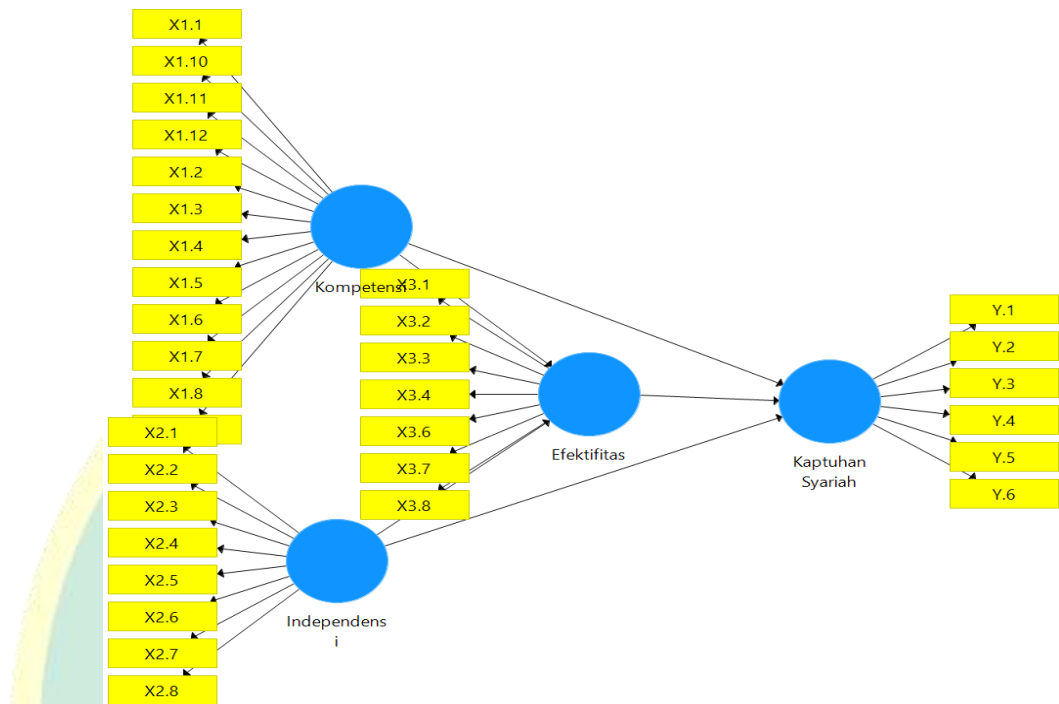 X1.1
X1.10
X1.11
X1.12
X1.2
X1.3
X1.4
X1.5
X1.6
X1.7
X1.8
Kompetensi
X3.1
X3.2
X3.3
X3.4
X3.6
X3.7
X3.8
Efektifitas
X2.1
X2.2
X2.3
X2.4
X2.5
X2.6
X2.7
X2.8
Independens
i
Kaptuhan
Syariah
Y.1
Y.2
Y.3
Y.4
Y.5
Y.6